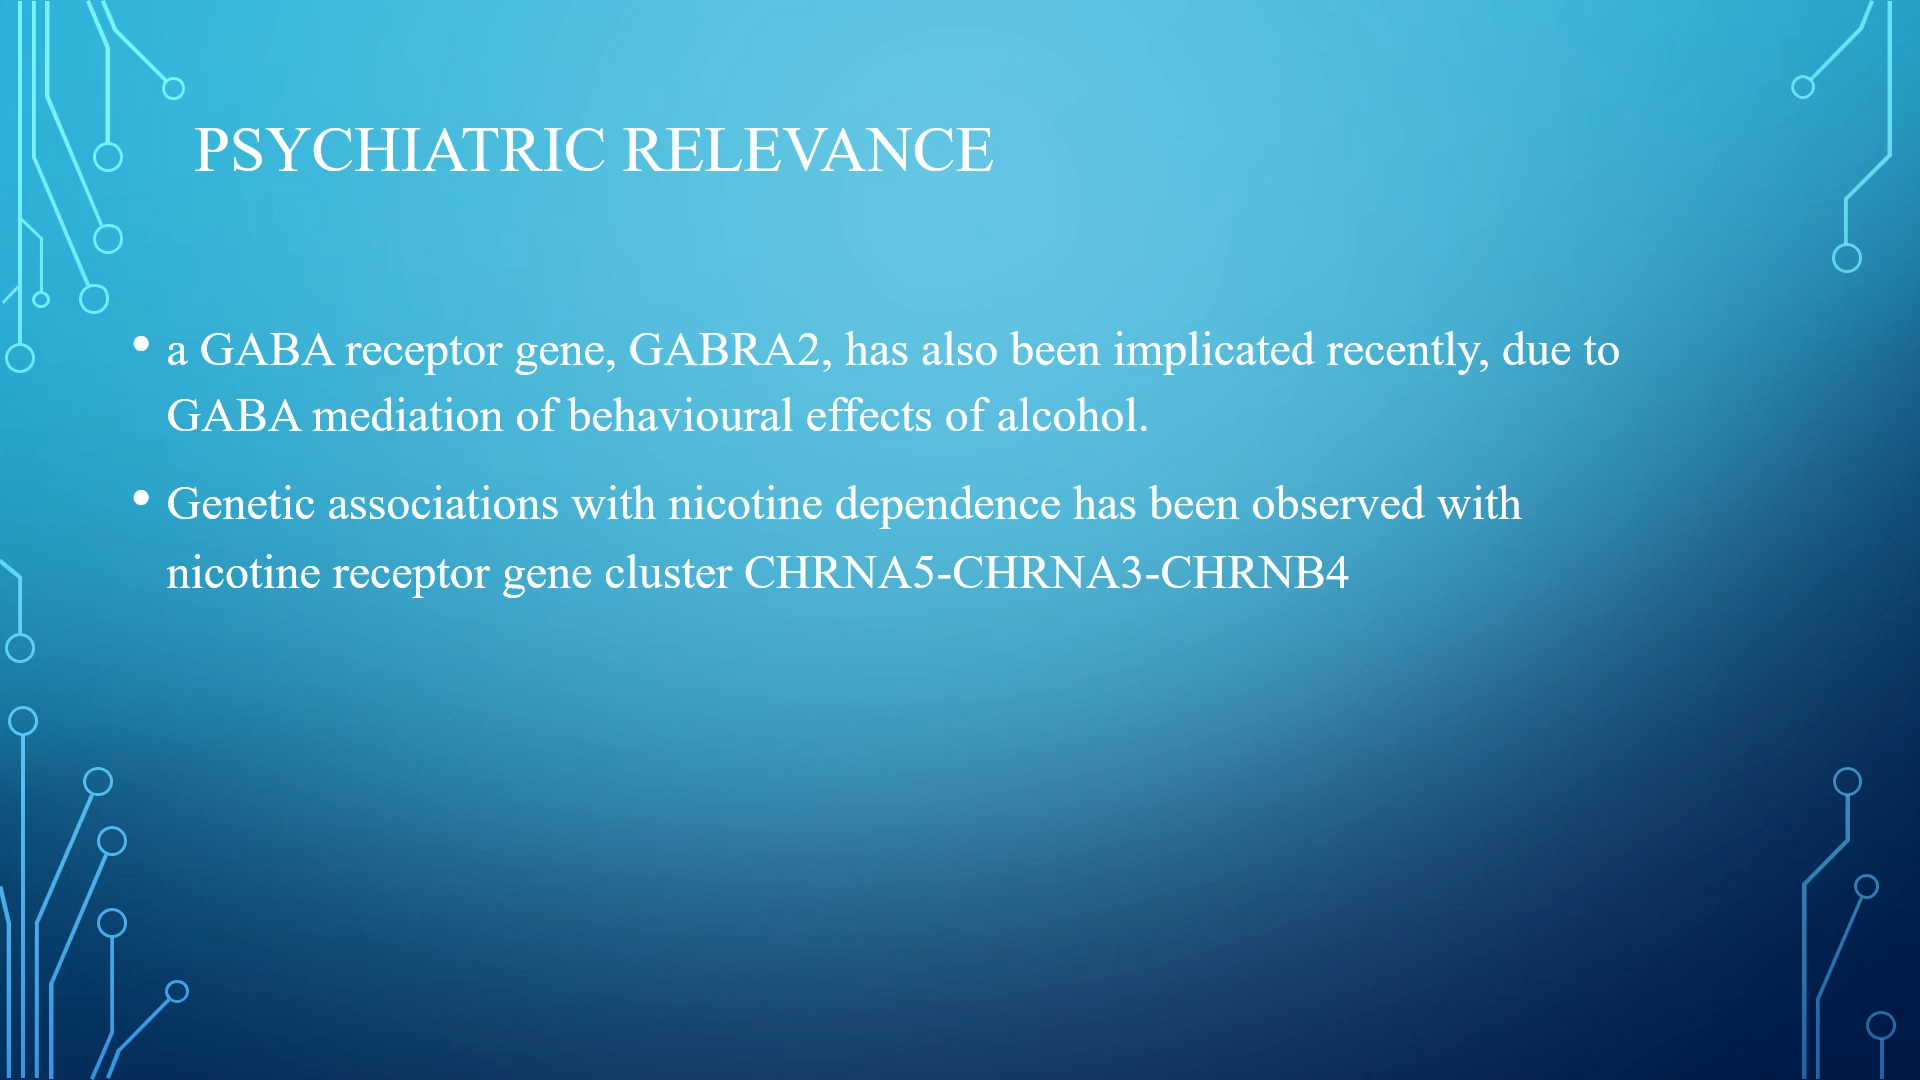 PSYCHIATRIC RELEVANCE
• a GABA receptor gene, GABRA2, has also been implicated recently, due to
GABA mediation of behavioural effects of alcohol.
• Genetic associations with nicotine dependence has been observed with
nicotine receptor gene cluster CHRNA5-CHRNA3-CHRNB4